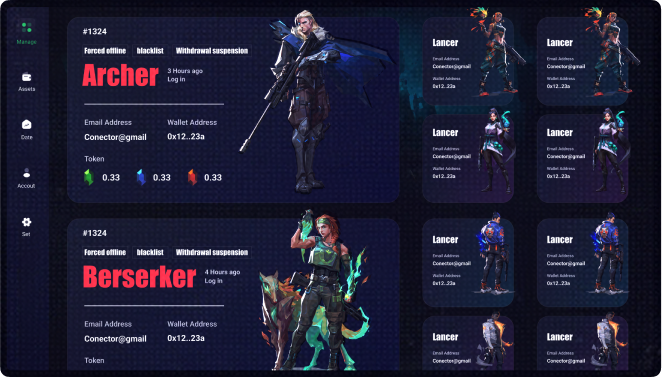 Manage
Assets
Date
Accout
Set
#1324
Forced offline blacklist Withdrawal suspension
Archer
3 Hours ago
Log in
Email Address Wallet Address
Conector@gmail 0x12..23a
Token
0.33 0.33 0.33
#1324
Forced offline blacklist Withdrawal suspension
Berserker
4 Hours ago
Log in
Email Address Wallet Address
Conector@gmail 0x12..23a
Token
Lancer
Email Address
Conector@gmail
Wallet Address
0x12..23a
Lancer
Email Address
Conector@gmail
Wallet Address
0x12..23a
Lancer
Email Address
Conector@gmail
Wallet Address
0x12..23a
Lancer
Email Address
Conector@gmail
Wallet Address
0x12..23a
Lancer
Email Address
Conector@gmail
Wallet Address
0x12..23a
Lancer
Email Address
Conector@gmail
Wallet Address
0x12..23a
Lancer
Email Address
Conector@gmail
Lancer
Email Address
Conector@gmail